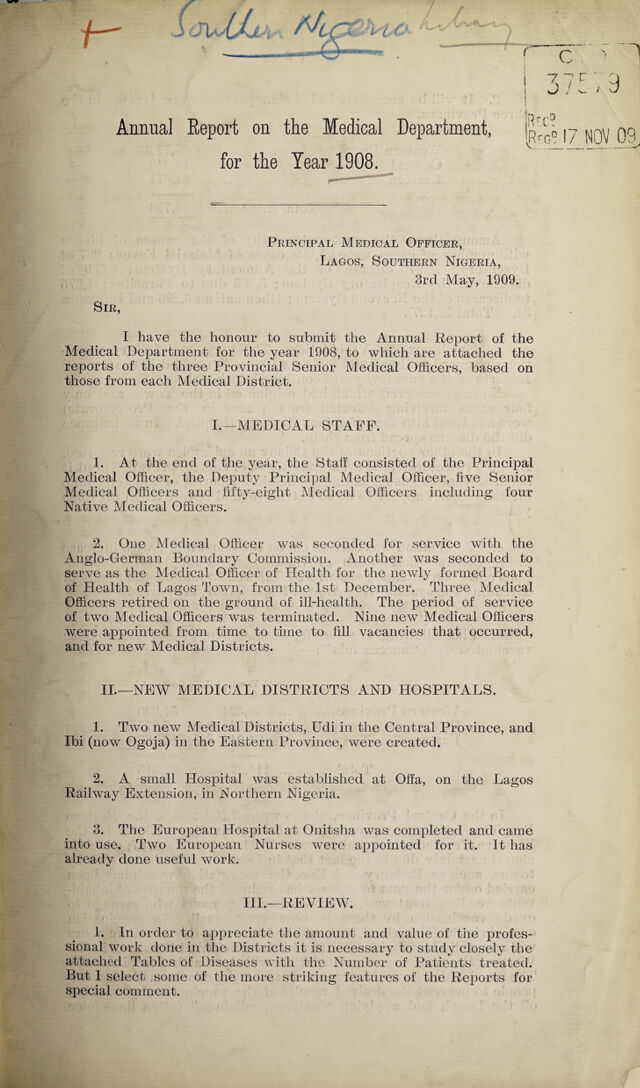 + Southern Nigeria Library
C
REC<sup>D</sup>
REG<sup>D</sup> 17 NOV 09
Annual Report on the Medical Department,
for the Year 1908.
PRINCIPAL MEDICAL OFFICER,
LAGOS, SOUTHERN NIGERIA,
3rd May, 1909.
SIR,
I have the honour to submit the Annual Report of the
Medical Department for the year 1908, to which are attached the
reports of the three Provincial Senior Medical Officers, based on
those from each Medical District.
I.—MEDICAL STAFF.
1. At the end of the year, the Staff consisted of the Principal
Medical Officer, the Deputy Principal Medical Officer, five Senior
Medical Officers and fifty-eight Medical Officers including four
Native Medical Officers.
2. One Medical Officer was seconded for service with the
Anglo-German Boundary Commission. Another was seconded to
serve as the Medical Officer of Health for the newly formed Board
of Health of Lagos Town, from the 1st December. Three Medical
Officers retired on the ground of ill-health. The period of service
of two Medical Officers was terminated. Nine new Medical Officers
were appointed from time to time to fill vacancies that occurred,
and for new Medical Districts.
II.—NEW MEDICAL DISTRICTS AND HOSPITALS.
1. Two new Medical Districts, Udi in the Central Province, and
Ibi (now Ogoja) in the Eastern Province, were created.
2. A small Hospital was established at Offa, on the Lagos
Railway Extension, in Northern Nigeria.
3. The European Hospital at Onitsha was completed and came
into use. Two European Nurses were appointed for it. It has
already done useful work.
III.—REVIEW.
1. In order to appreciate the amount and value of the profes-
sional work done in the Districts it is necessary to study closely the
attached Tables of Diseases with the Number of Patients treated.
But I select some of the more striking features of the Reports for
special comment.